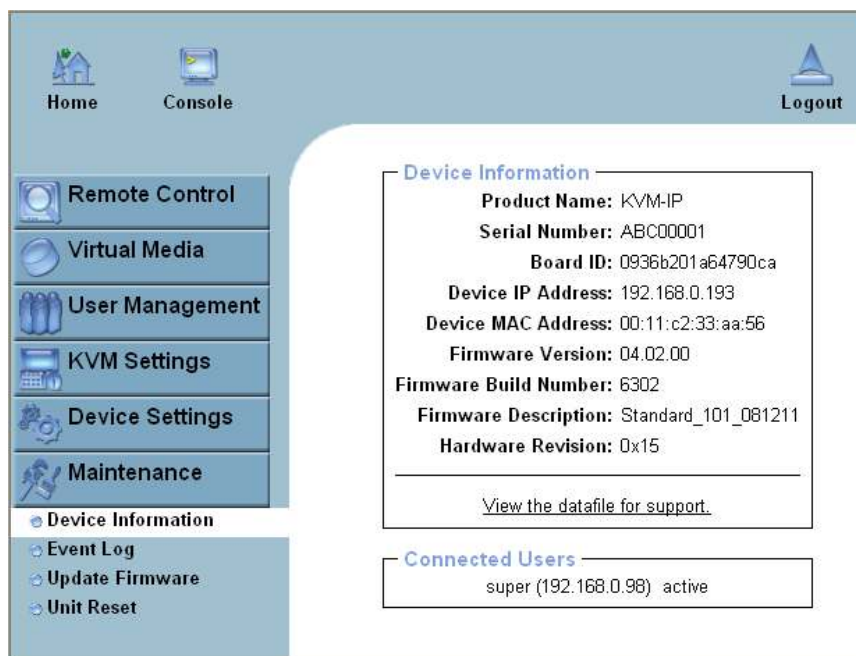 Home
Console
Logout
Remote Control
Virtual Media
User Management
KVM Settings
Device Settings
Maintenance
Device Information
Event Log
Update Firmware
Unit Reset
Device Information
Product Name: KVM-IP
Serial Number: ABC00001
Board ID: 0936b201a64790ca
Device IP Address: 192.168.0.193
Device MAC Address: 00:11:c2:33:aa:56
Firmware Version: 04.02.00
Firmware Build Number: 6302
Firmware Description: Standard_101_081211
Hardware Revision: 0x15
View the datafile for support.
Connected Users
super (192.168.0.98) active